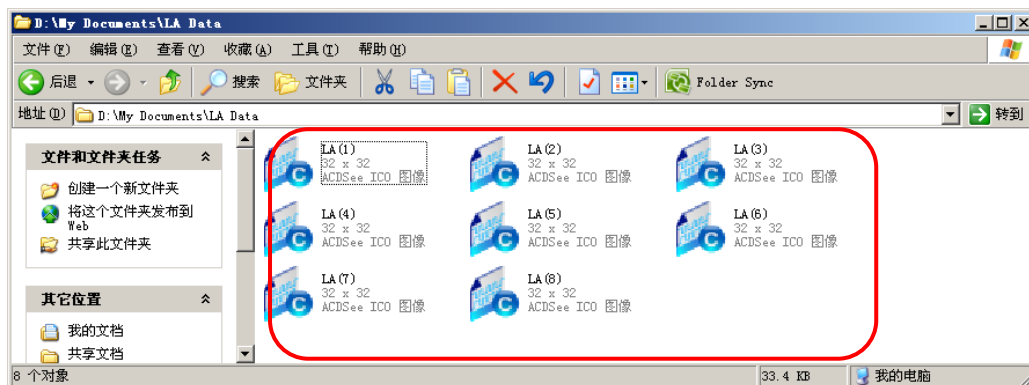 D:\My Documents\LA Data
文件(F) 编辑(E) 查看(V) 收藏(A) 工具(T) 帮助(H)
后退 搜索 文件夹 Folder Sync
地址(D) D:\My Documents\LA Data 转到
文件和文件夹任务
创建一个新文件夹
将这个文件夹发布到
Web
共享此文件夹
其它位置
我的文档
共享文档
LA(1) LA(2) LA(3)
32 x 32 32 x 32 32 x 32
ACDSee ICO 图像 ACDSee ICO 图像 ACDSee ICO 图像
LA(4) LA(5) LA(6)
32 x 32 32 x 32 32 x 32
ACDSee ICO 图像 ACDSee ICO 图像 ACDSee ICO 图像
LA(7) LA(8)
32 x 32 32 x 32
ACDSee ICO 图像 ACDSee ICO 图像
8 个对象 33.4 KB 我的电脑